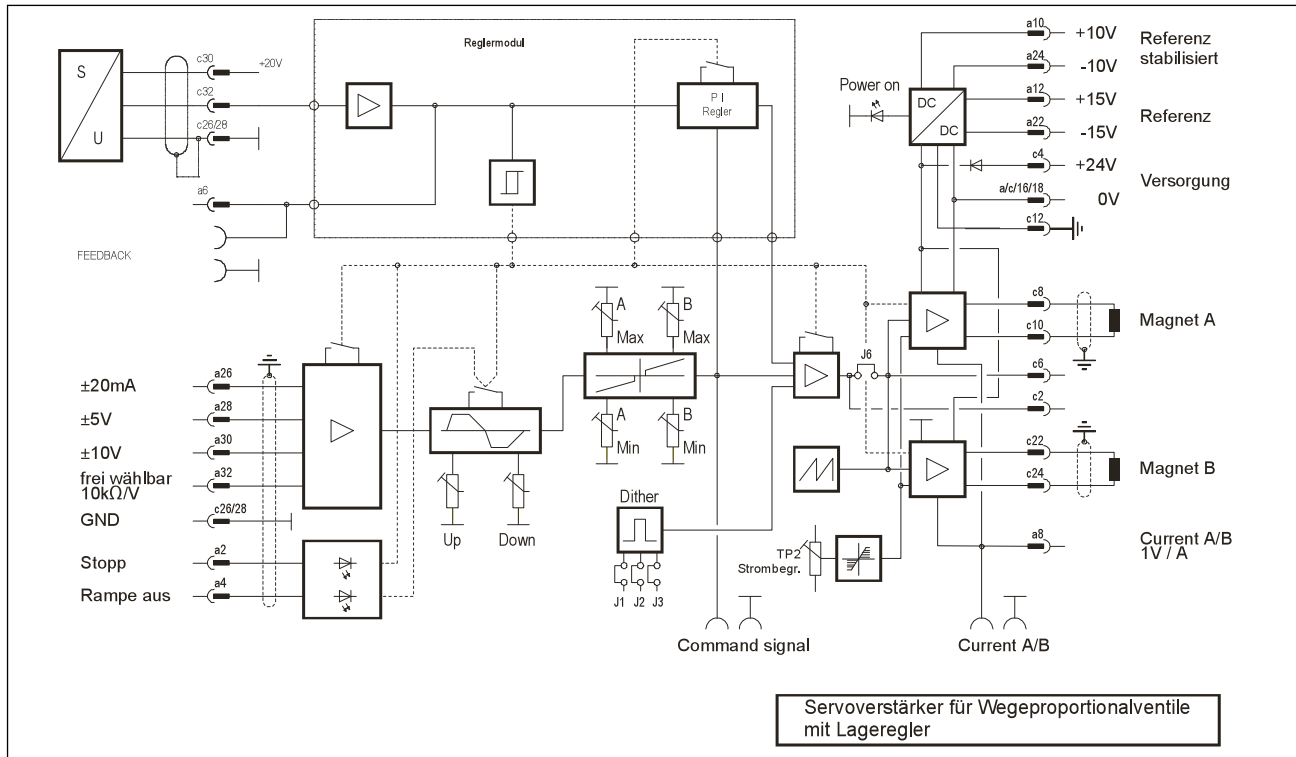 Reglermodul
S
U
c30
+20V
c32
c26/28
a6
FEEDBACK
P I
Regler
Power on
DC
DC
a10
+10V
Referenz
stabilisiert
a24
-10V
a12
+15V
Referenz
a22
-15V
c4
+24V
Versorgung
a/c/16/18
0V
c12
±20mA
a26
±5V
a28
±10V
a30
frei wählbar
10kΩ/V
a32
GND
c26/28
Stopp
a2
Rampe aus
a4
Up
Down
A
Max
B
Max
A
Min
B
Min
Dither
J1
J2
J3
J6
TP2
Strombegr.
c8
Magnet A
c10
c6
c2
c22
Magnet B
c24
a8
Current A/B
1V / A
Command signal
Current A/B
Servoverstärker für Wegeproportionalventile
mit Lageregler